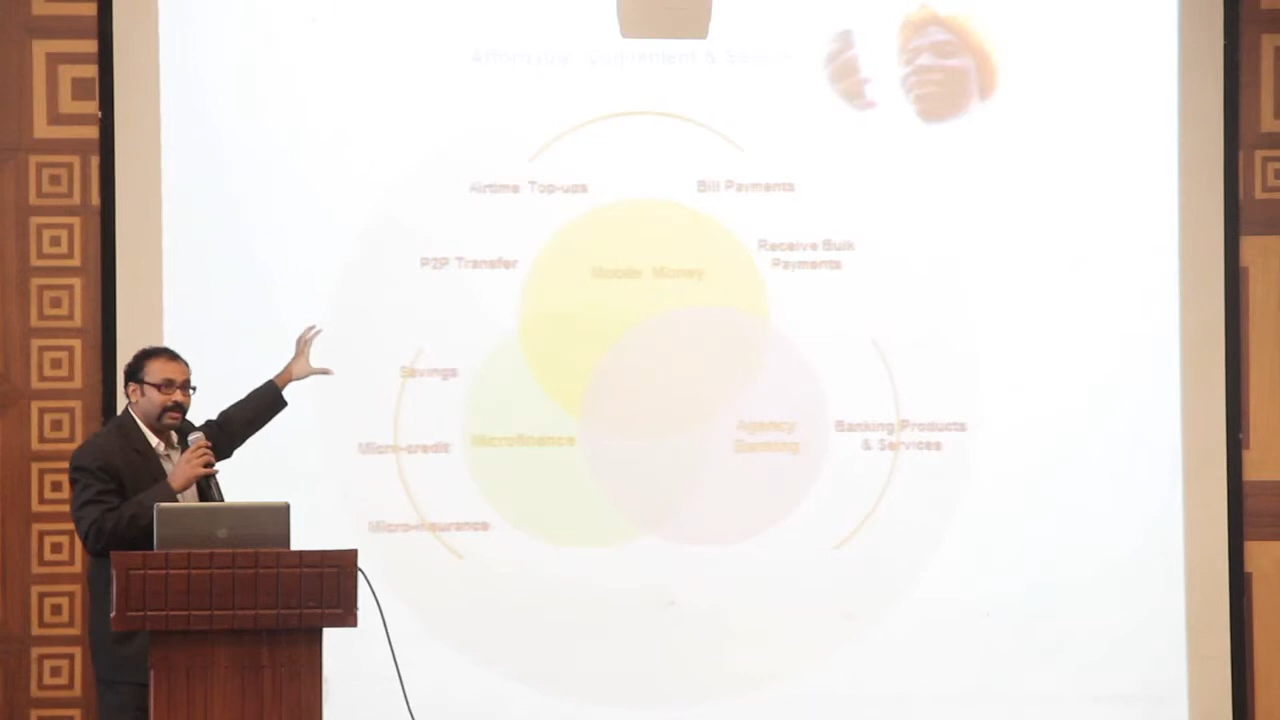 Airtime Top-ups
Bill Payments
P2P Transfer
Receive Bulk
Payments
Mobile Money
Savings
Micro-credit
Microfinance
Agency
Banking
Banking Products
& Services
Micro-insurance